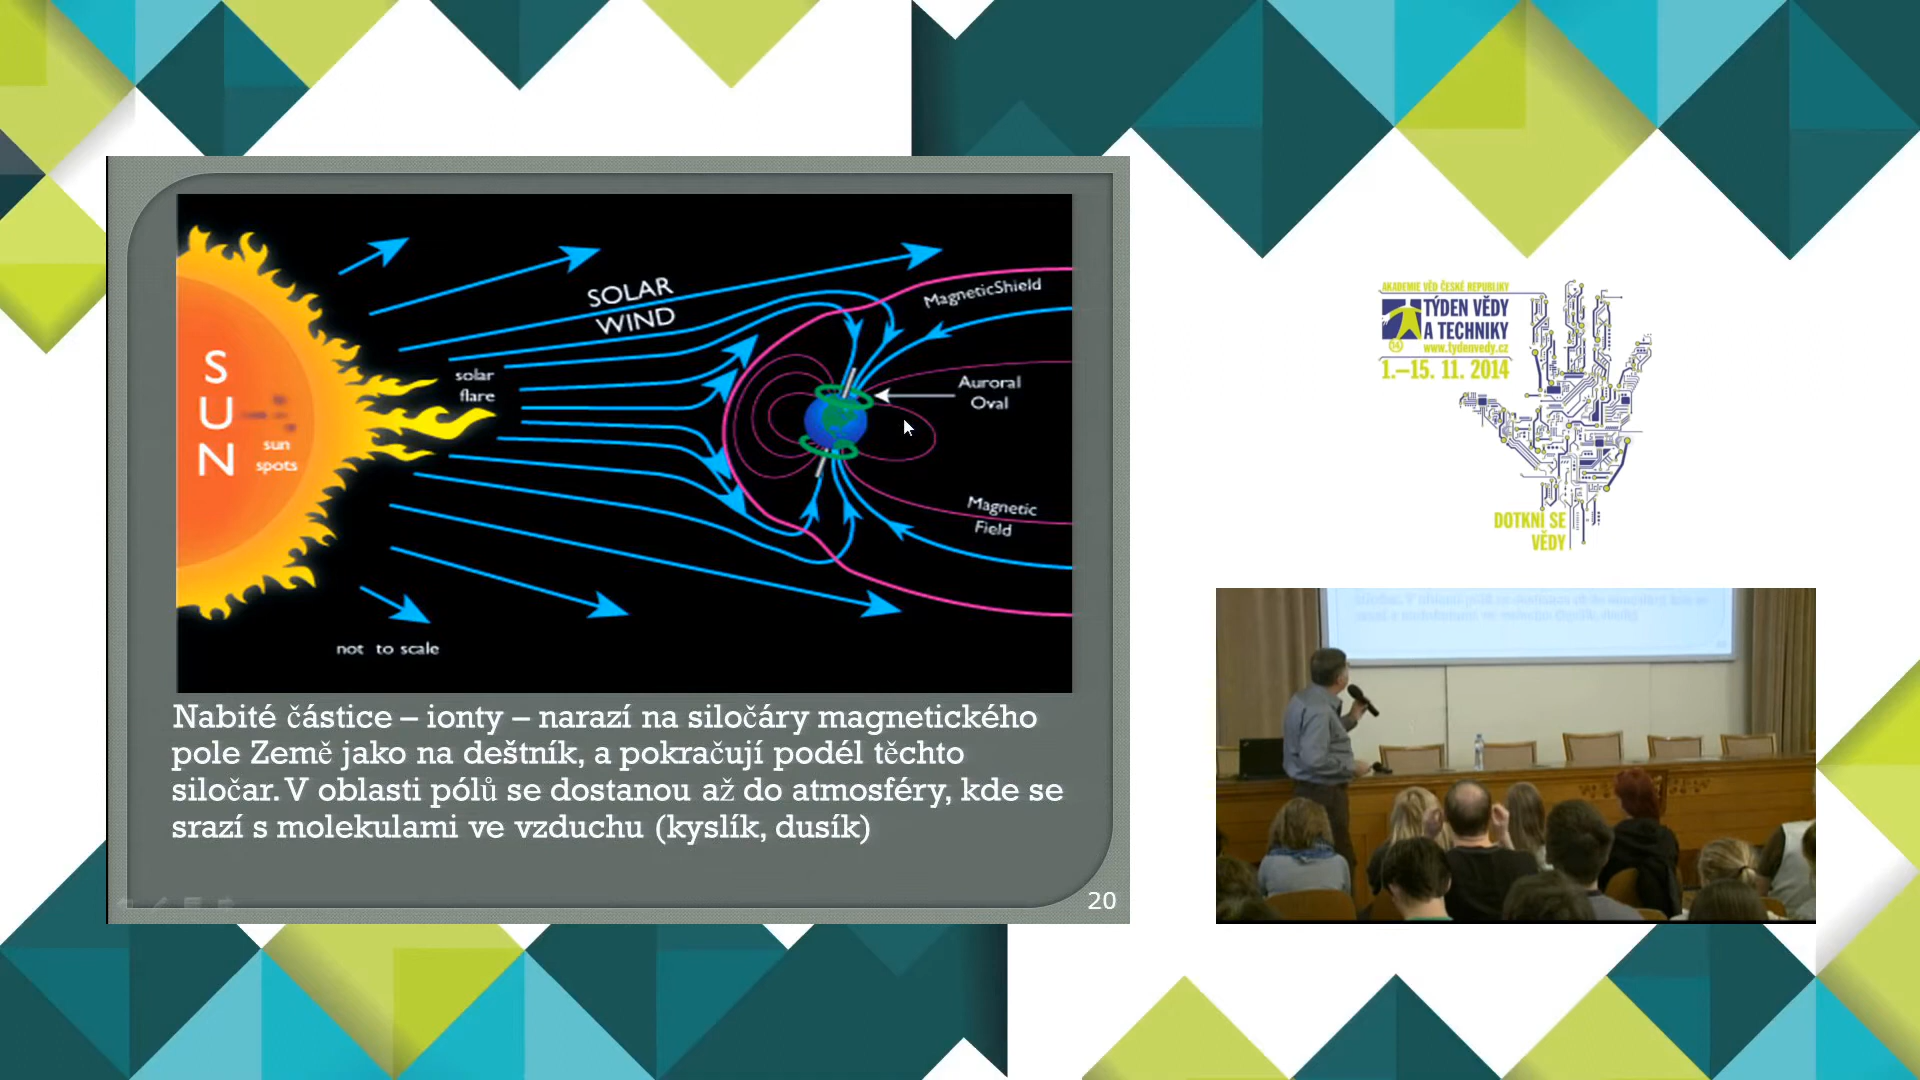 SOLAR
WIND
MagneticShield
S
U
N
solar
flare
sun
spots
Auroral
Oval
Magnetic
Field
not to scale
Nabité částice – ionty – narazí na siločáry magnetického
pole Země jako na deštník, a pokračují podél těchto
siločar. V oblasti pólů se dostanou až do atmosféry, kde se
srazí s molekulami ve vzduchu (kyslík, dusík)
20
AKADEMIE VĚD ČESKÉ REPUBLIKY
TÝDEN VĚDY
A TECHNIKY
www.tydenvedy.cz
1.–15. 11. 2014
DOTKNI SE
VĚDY